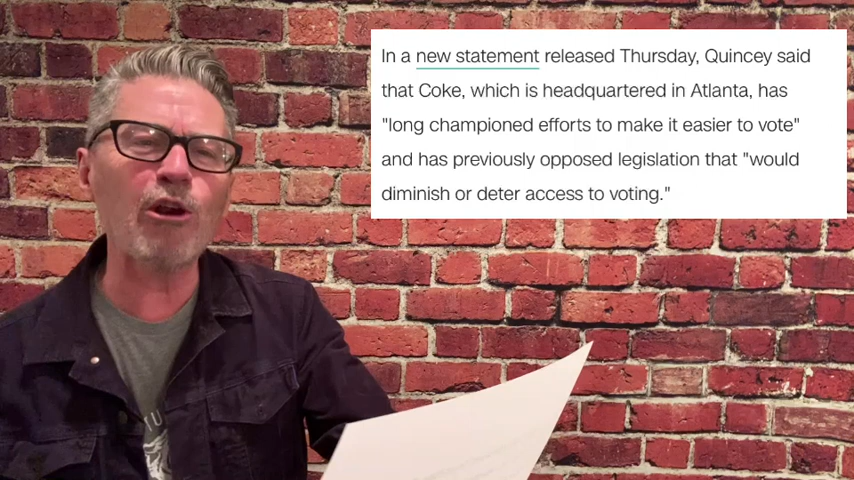 In a new statement released Thursday, Quincey said
that Coke, which is headquartered in Atlanta, has
"long championed efforts to make it easier to vote"
and has previously opposed legislation that "would
diminish or deter access to voting."